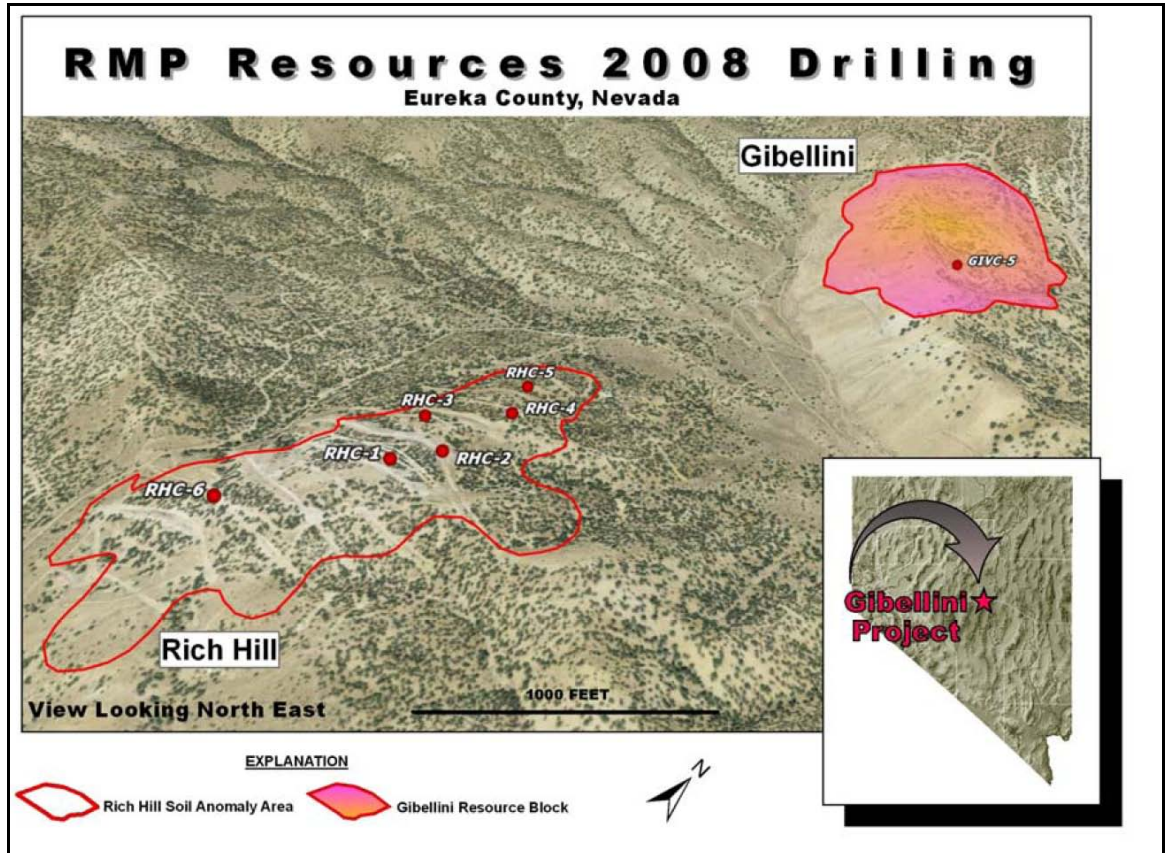 RMP Resources 2008 Drilling
Eureka County, Nevada
Gibellini
GIVC-5
RHC-5
RHC-3
RHC-4
RHC-1
RHC-2
RHC-6
Rich Hill
1000 FEET
View Looking North East
Gibellini
Project
EXPLANATION
Rich Hill Soil Anomaly Area
Gibellini Resource Block
N